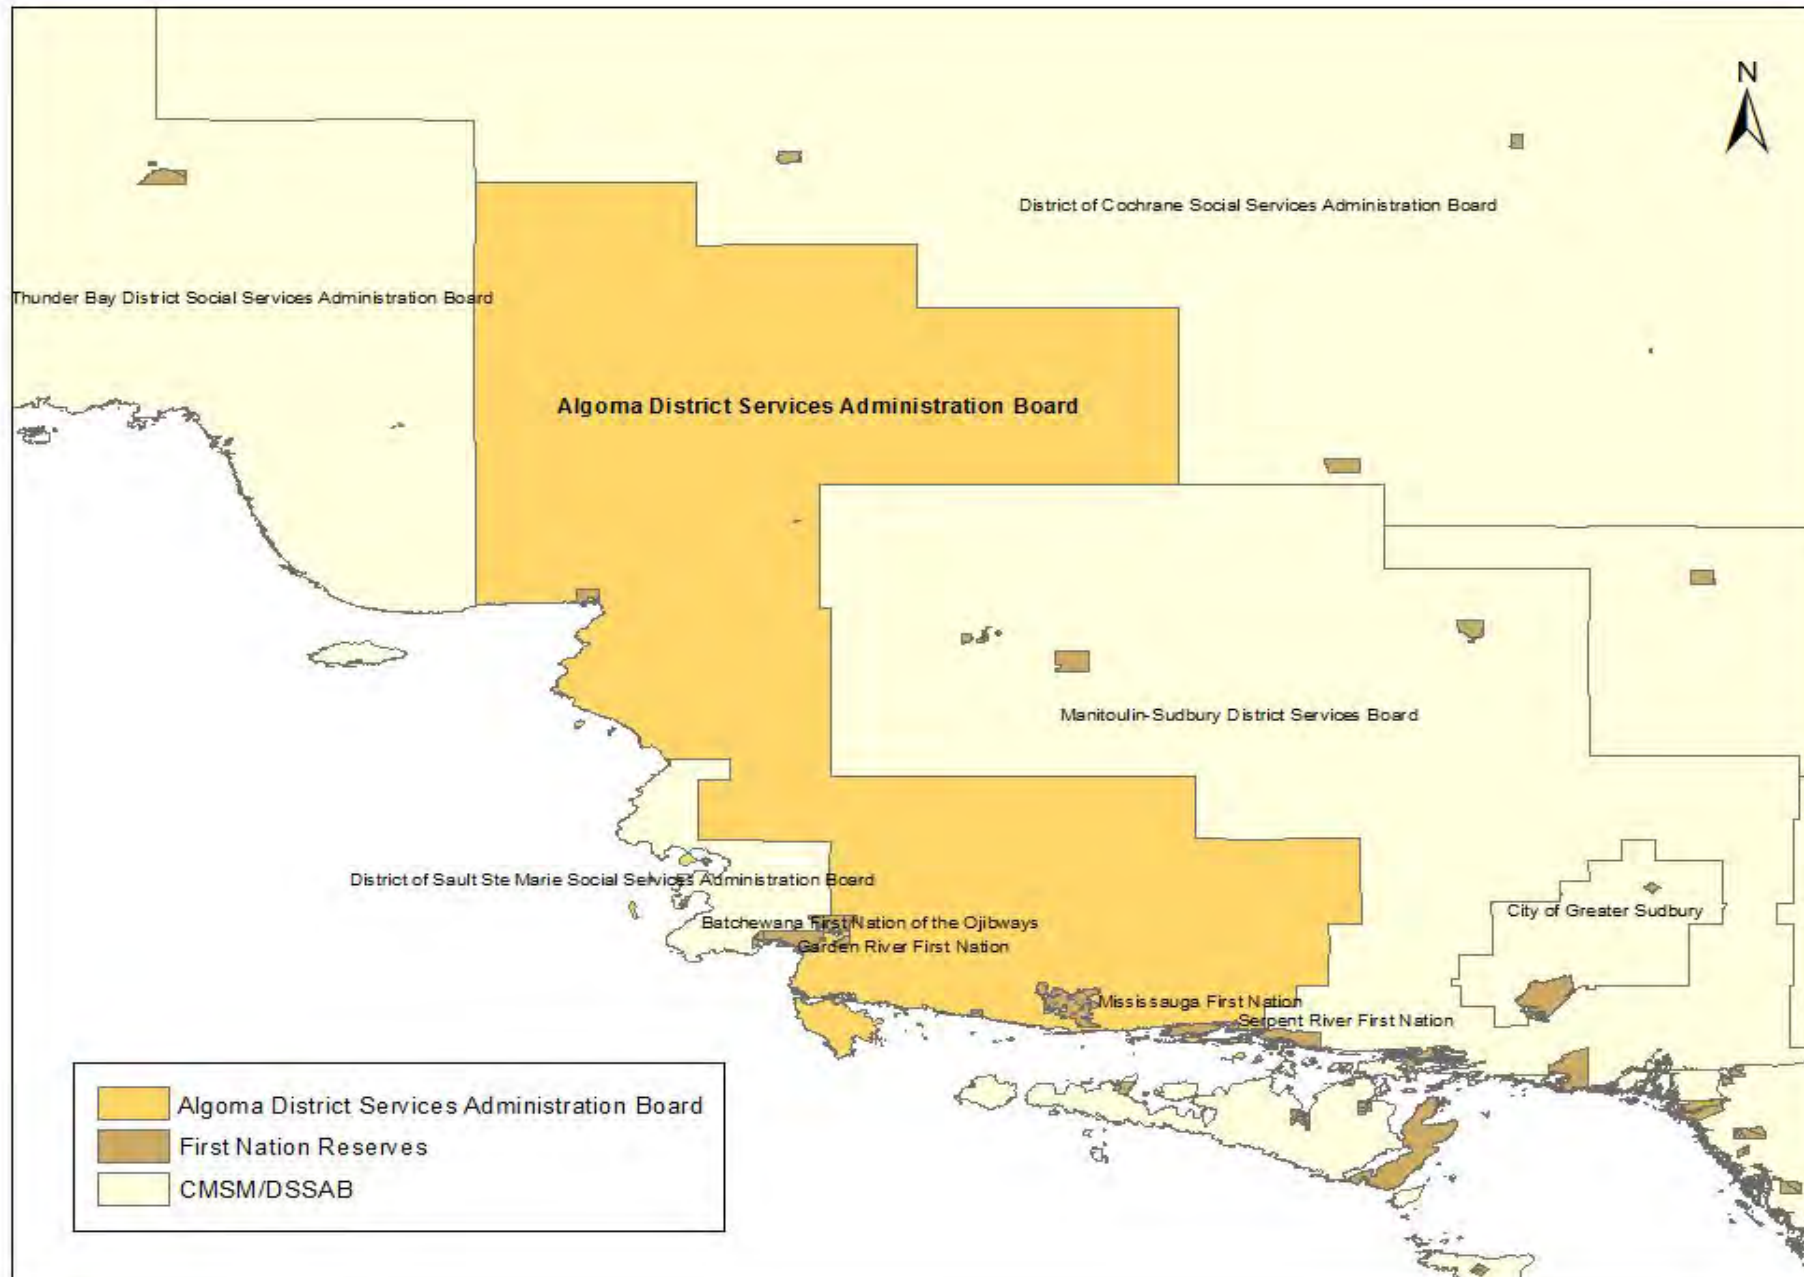 N
District of Cochrane Social Services Administration Board
Thunder Bay District Social Services Administration Board
Algoma District Services Administration Board
Manitoulin-Sudbury District Services Board
District of Sault Ste Marie Social Services Administration Board
City of Greater Sudbury
Batchewana First Nation of the Ojibways
Garden River First Nation
Mississauga First Nation
Serpent River First Nation
Algoma District Services Administration Board
First Nation Reserves
CMSM/DSSAB